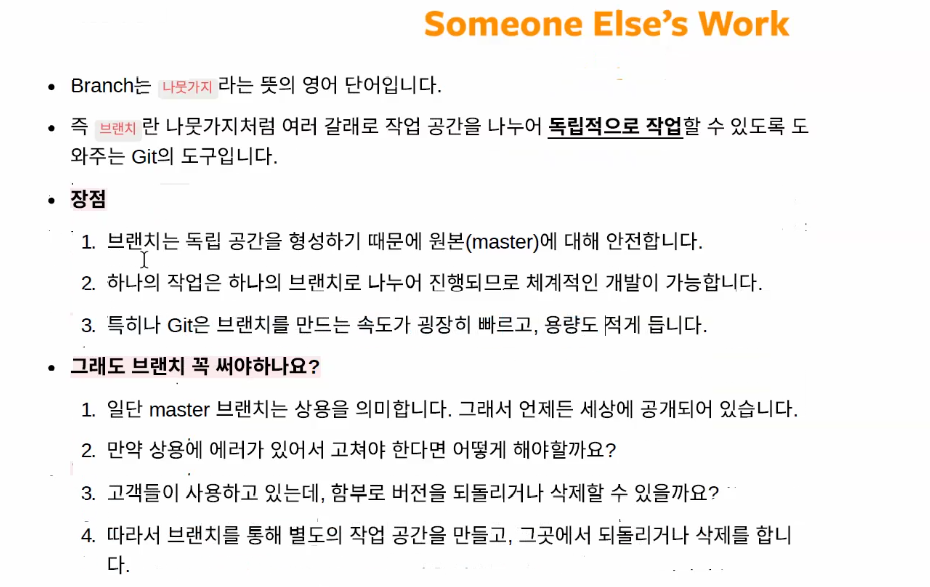 Someone Else's Work
• Branch는 나뭇가지 라는 뜻의 영어 단어입니다.
• 즉 브랜치 란 나뭇가지처럼 여러 갈래로 작업 공간을 나누어 독립적으로 작업할 수 있도록 도
와주는 Git의 도구입니다.
• 장점
1. 브랜치는 독립 공간을 형성하기 때문에 원본(master)에 대해 안전합니다.
2. 하나의 작업은 하나의 브랜치로 나누어 진행되므로 체계적인 개발이 가능합니다.
3. 특히나 Git은 브랜치를 만드는 속도가 굉장히 빠르고, 용량도 적게 듭니다.
• 그래도 브랜치 꼭 써야하나요?
1. 일단 master 브랜치는 상용을 의미합니다. 그래서 언제든 세상에 공개되어 있습니다.
2. 만약 상용에 에러가 있어서 고쳐야 한다면 어떻게 해야할까요?
3. 고객들이 사용하고 있는데, 함부로 버전을 되돌리거나 삭제할 수 있을까요?
4. 따라서 브랜치를 통해 별도의 작업 공간을 만들고, 그곳에서 되돌리거나 삭제를 합니
다.